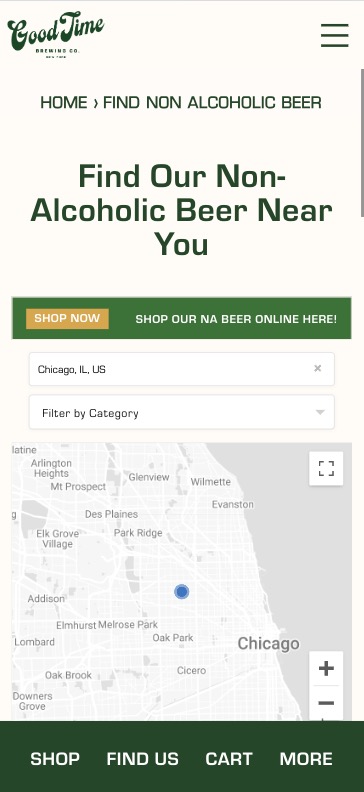 Good Time
BREWING CO.
HOME › FIND NON ALCOHOLIC BEER
Find Our Non-
Alcoholic Beer Near
You
SHOP NOW
SHOP OUR NA BEER ONLINE HERE!
Chicago, IL, US
×
Filter by Category
latine
Arlington
Heights
Glenview
Wilmette
Mt Prospect
Evanston
g
Des Plaines
Elk Grove
Village
Park Ridge
Addison
Elmhurst
Melrose Park
Oak Park
Lombard
Chicago
Oak Brook
Cicero
Downers
Grove
SHOP
FIND US
CART
MORE